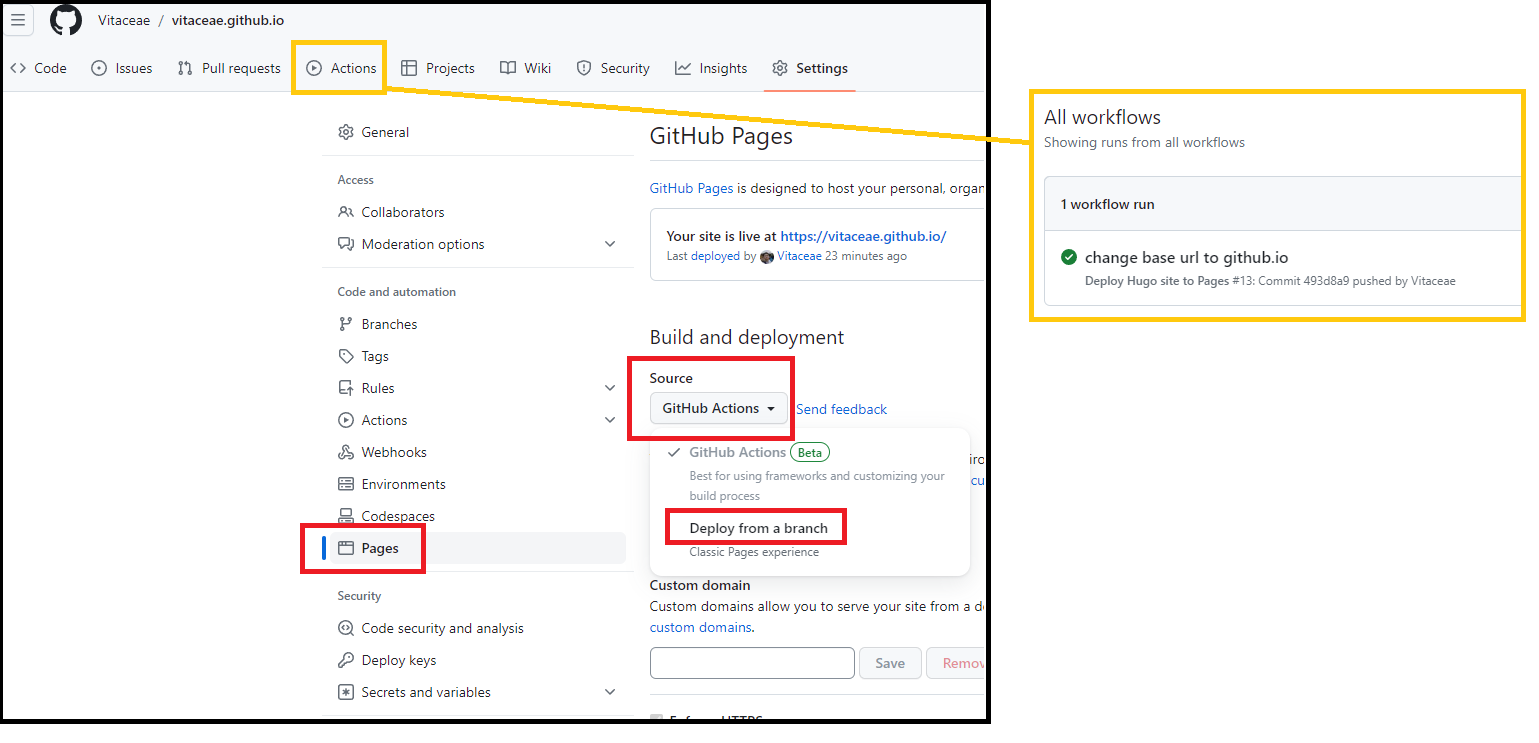 Vitaceae / vitaceae.github.io
Code Issues Pull requests Actions Projects Wiki Security Insights Settings
General
Access
Collaborators
Moderation options
Code and automation
Branches
Tags
Rules
Actions
Webhooks
Environments
Codespaces
Pages
Security
Code security and analysis
Deploy keys
Secrets and variables
GitHub Pages
GitHub Pages is designed to host your personal, organ
Your site is live at https://vitaceae.github.io/
Last deployed by Vitaceae 23 minutes ago
Build and deployment
Source
GitHub Actions Send feedback
GitHub Actions Beta
Best for using frameworks and customizing your
build process
Deploy from a branch
Classic Pages experience
Custom domain
Custom domains allow you to serve your site from a
custom domains.
Save Remov
All workflows
Showing runs from all workflows
1 workflow run
change base url to github.io
Deploy Hugo site to Pages #13: Commit 493d8a9 pushed by Vitaceae